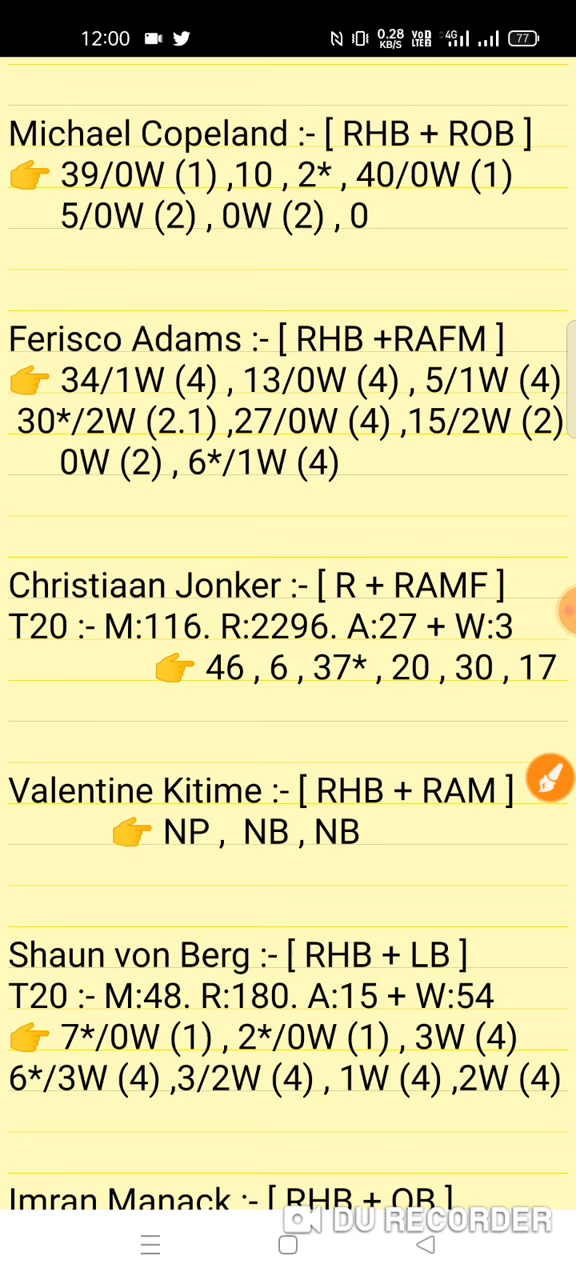 12:00 0.28 KB/S VoD LTE2 4G 77
Michael Copeland :- [ RHB + ROB ]
👉 39/0W (1) ,10 , 2* , 40/0W (1)
5/0W (2) , 0W (2) , 0
Ferisco Adams :- [ RHB +RAFM ]
👉 34/1W (4) , 13/0W (4) , 5/1W (4)
30*/2W (2.1) ,27/0W (4) ,15/2W (2)
0W (2) , 6*/1W (4)
Christiaan Jonker :- [ R + RAMF ]
T20 :- M:116. R:2296. A:27 + W:3
👉 46 , 6 , 37* , 20 , 30 , 17
Valentine Kitime :- [ RHB + RAM ]
👉 NP , NB , NB
Shaun von Berg :- [ RHB + LB ]
T20 :- M:48. R:180. A:15 + W:54
👉 7*/0W (1) , 2*/0W (1) , 3W (4)
6*/3W (4) ,3/2W (4) , 1W (4) ,2W (4)
Imran Manack :- [ RHB + OB ]
DU RECORDER